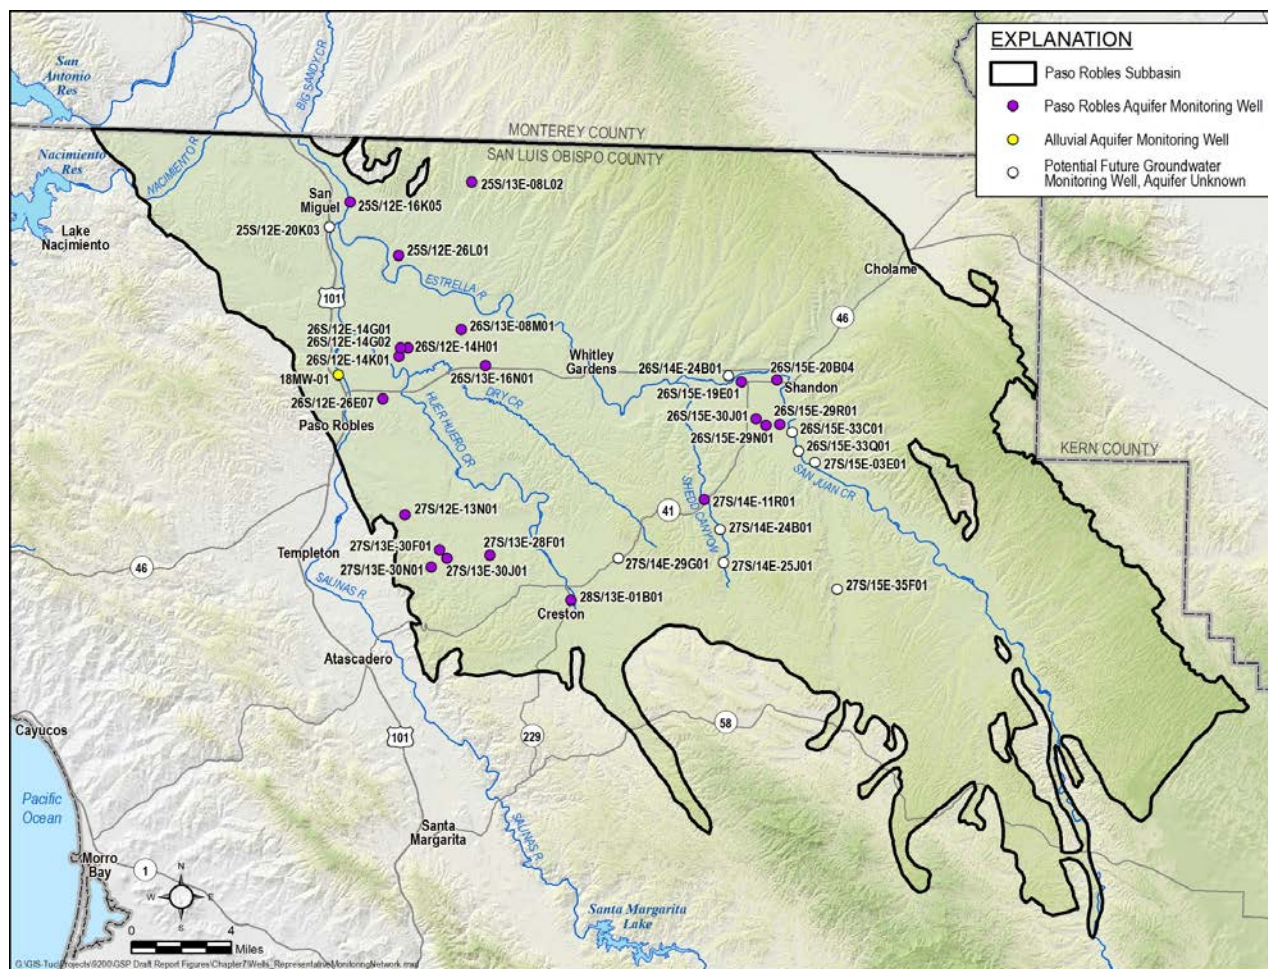 EXPLANATION
Paso Robles Subbasin
Paso Robles Aquifer Monitoring Well
Alluvial Aquifer Monitoring Well
Potential Future Groundwater
Monitoring Well, Aquifer Unknown
San
Antonio
Res
BIG SANDY CR
MONTEREY COUNTY
SAN LUIS OBISPO COUNTY
Nacimiento
Res
NACIMIENTO R
Lake
Nacimiento
San
Miguel
25S/13E-08L02
25S/12E-16K05
25S/12E-20K03
25S/12E-26L01
ESTRELLA R
Cholame
101
46
26S/12E-14G01
26S/12E-14G02
26S/12E-14K01
26S/12E-14H01
26S/13E-08M01
26S/13E-16N01
18MW-01
26S/12E-26E07
Paso Robles
Whitley
Gardens
26S/14E-24B01
26S/15E-20B04
Shandon
26S/15E-19E01
26S/15E-30J01
26S/15E-29R01
26S/15E-29N01
26S/15E-33C01
26S/15E-33Q01
27S/15E-03E01
KERN COUNTY
DRY CR
HUER HUERO CR
SAN JUAN CR
SHEDD CANYON
41
27S/14E-11R01
27S/12E-13N01
27S/14E-24B01
27S/13E-30F01
27S/13E-28F01
27S/13E-30N01
27S/13E-30J01
27S/14E-29G01
27S/14E-25J01
27S/15E-35F01
Templeton
46
SALINAS R
28S/13E-01B01
Creston
Atascadero
Cayucos
101
229
58
Pacific
Ocean
Santa
Margarita
SALINAS R
Morro
Bay
1
N
W
E
S
0
4
Miles
Santa Margarita
Lake